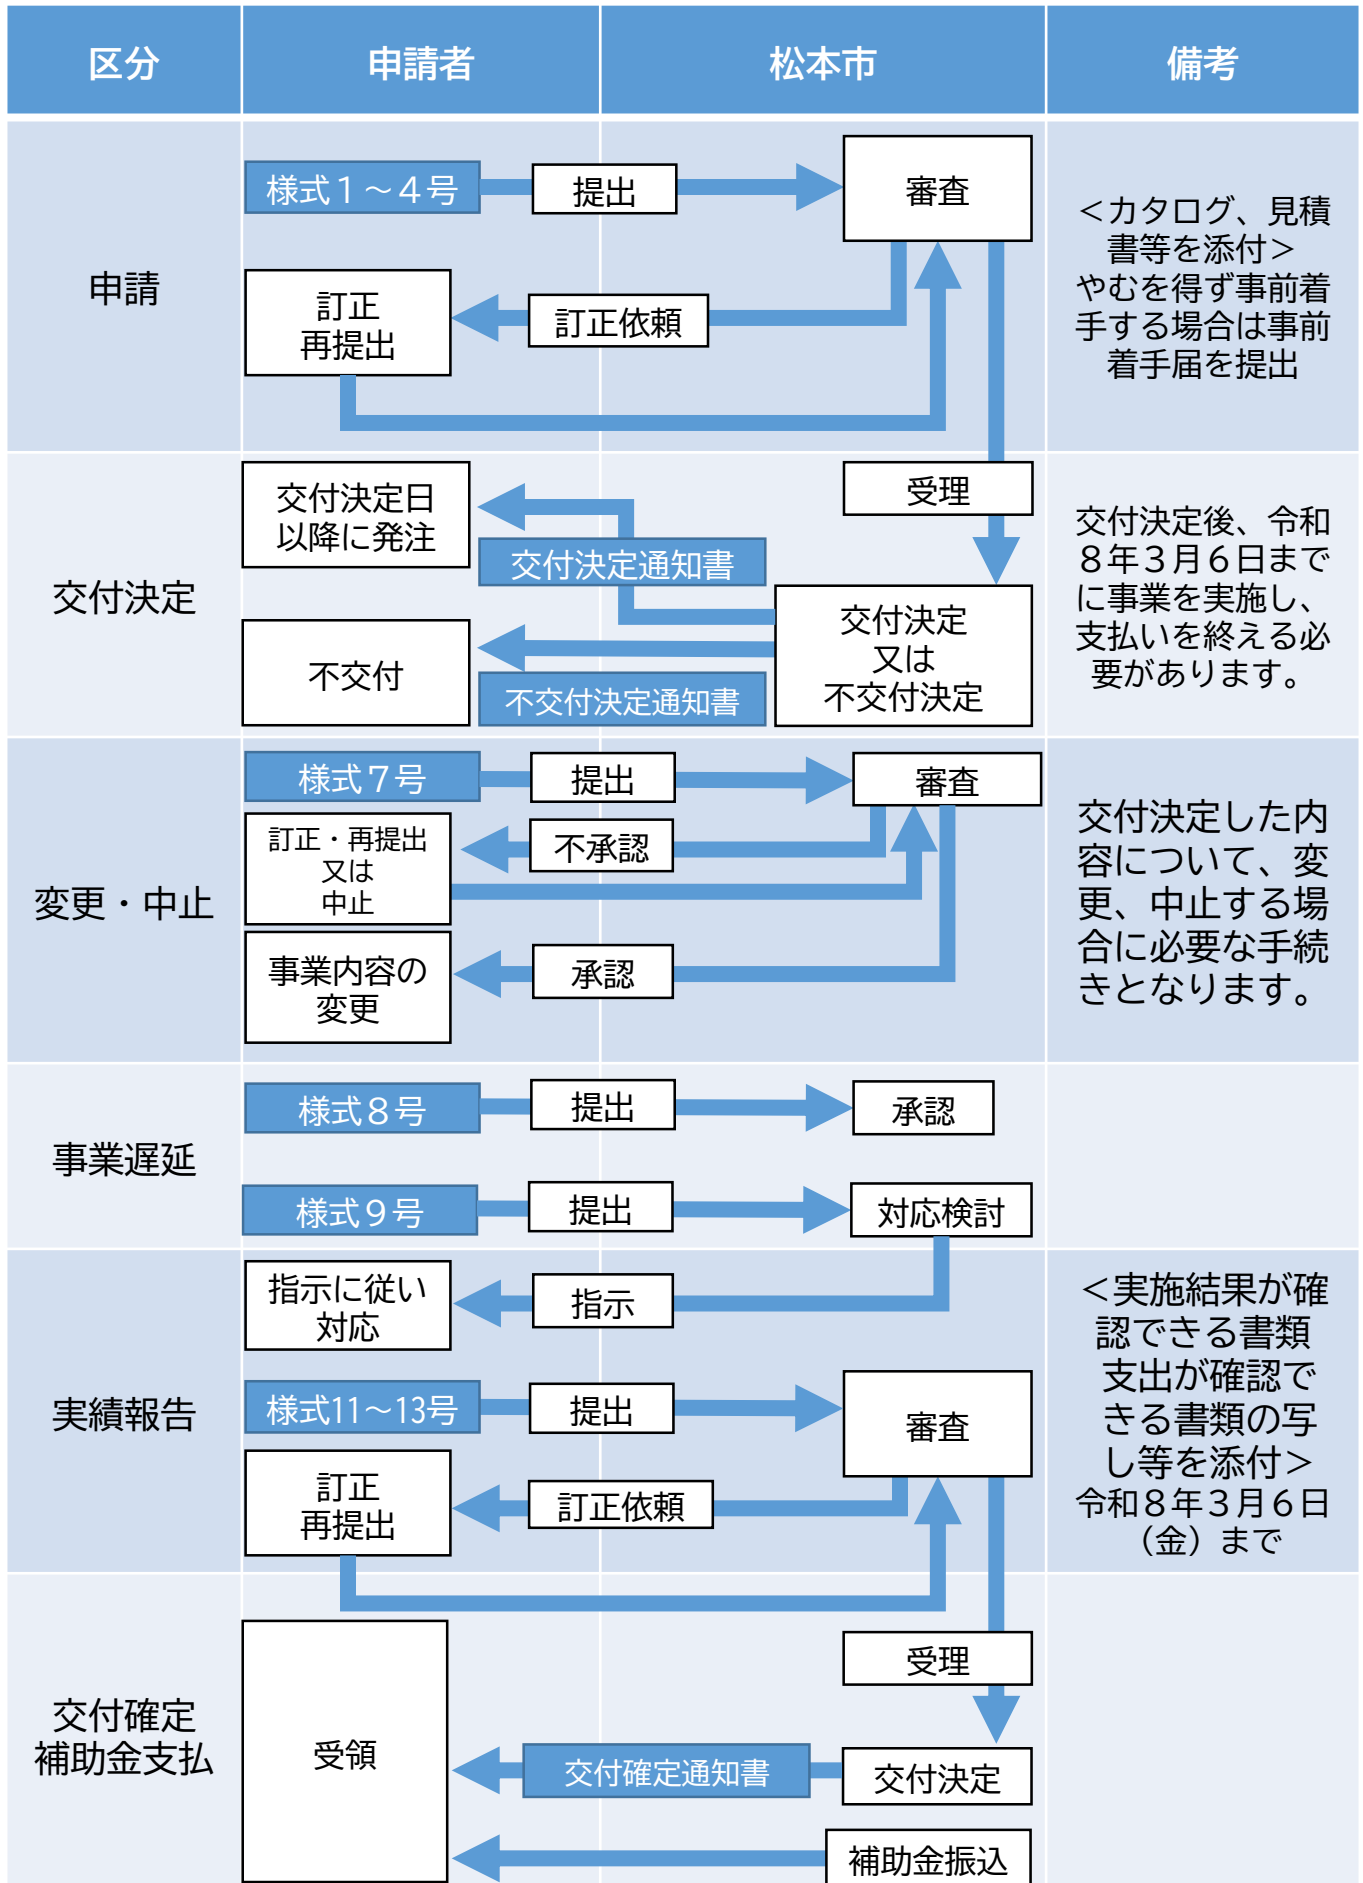 区分
申請者
松本市
備考
申請
様式１～４号
提出
審査
訂正
再提出
訂正依頼
＜カタログ、見積
書等を添付＞
やむを得ず事前着
手する場合は事前
着手届を提出
交付決定
交付決定日
以降に発注
受理
交付決定通知書
不交付
不交付決定通知書
交付決定
又は
不交付決定
交付決定後、令和
８年３月６日まで
に事業を実施し、
支払いを終える必
要があります。
変更・中止
様式７号
提出
審査
訂正・再提出
又は
中止
不承認
事業内容の
変更
承認
交付決定した内
容について、変
更、中止する場
合に必要な手続
きとなります。
事業遅延
様式８号
提出
承認
様式９号
提出
対応検討
実績報告
指示に従い
対応
指示
様式11～13号
提出
審査
訂正
再提出
訂正依頼
＜実施結果が確
認できる書類
支出が確認で
きる書類の写
し等を添付＞
令和８年３月６日
（金）まで
交付確定
補助金支払
受領
受理
交付確定通知書
交付決定
補助金振込